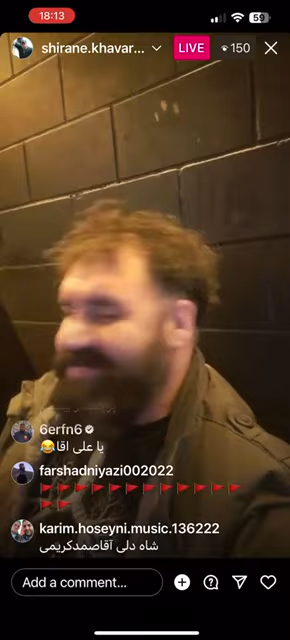 18:13
59
shirane.khavar...
LIVE
150
6erfn6
یا علی اقا😂
farshadniyazi002022
🚩🚩🚩🚩🚩🚩🚩🚩🚩🚩🚩🚩
🚩🚩
karim.hoseyni.music.136222
شاه دلی آقاصمدکریمی
Add a comment...